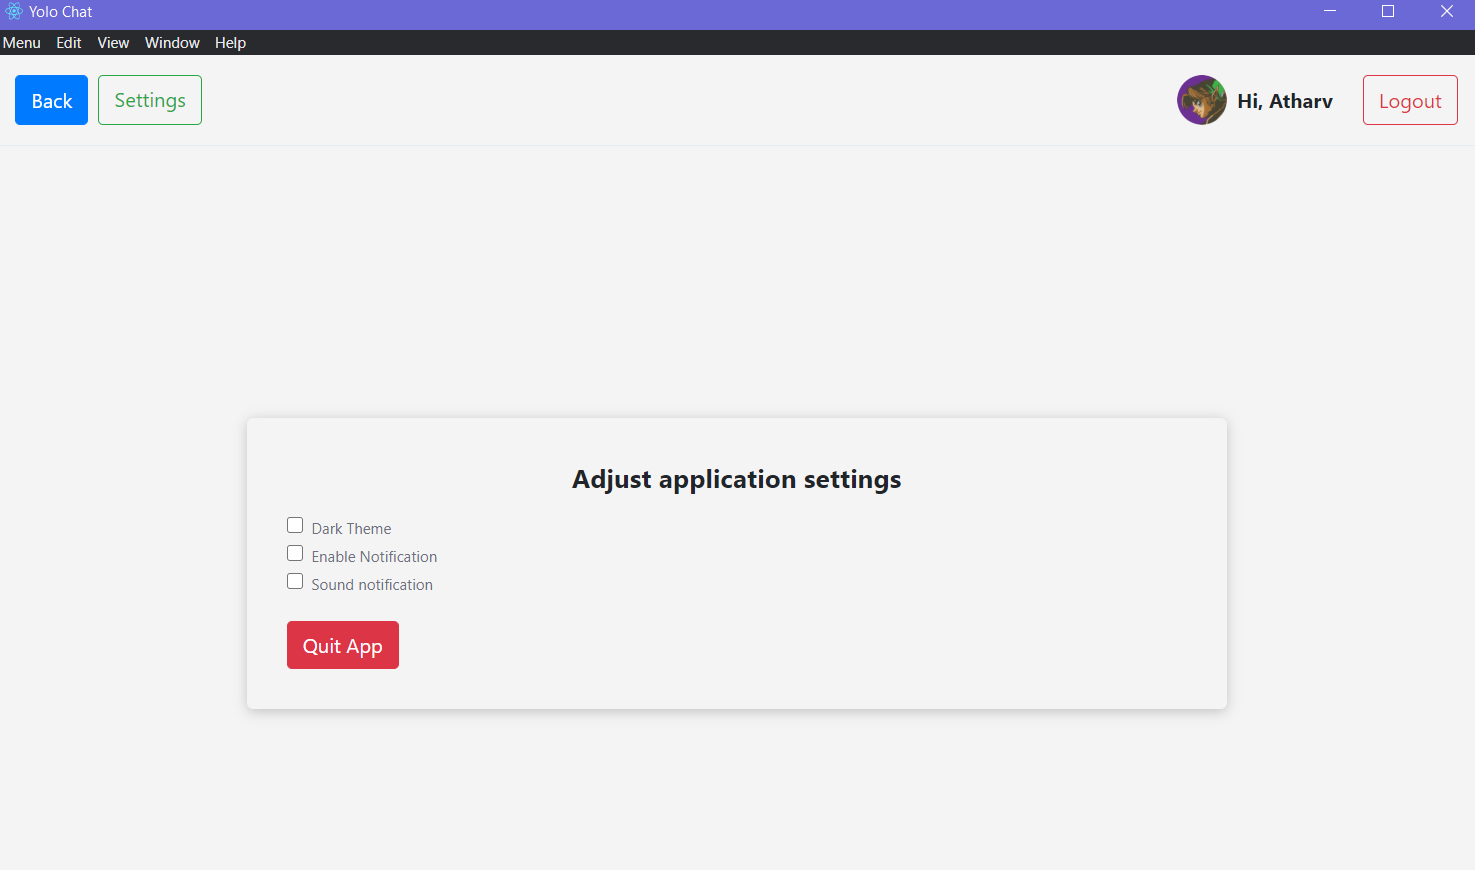 Yolo Chat
Menu Edit View Window Help
Back Settings Hi, Atharv Logout
Adjust application settings
Dark Theme
Enable Notification
Sound notification
Quit App